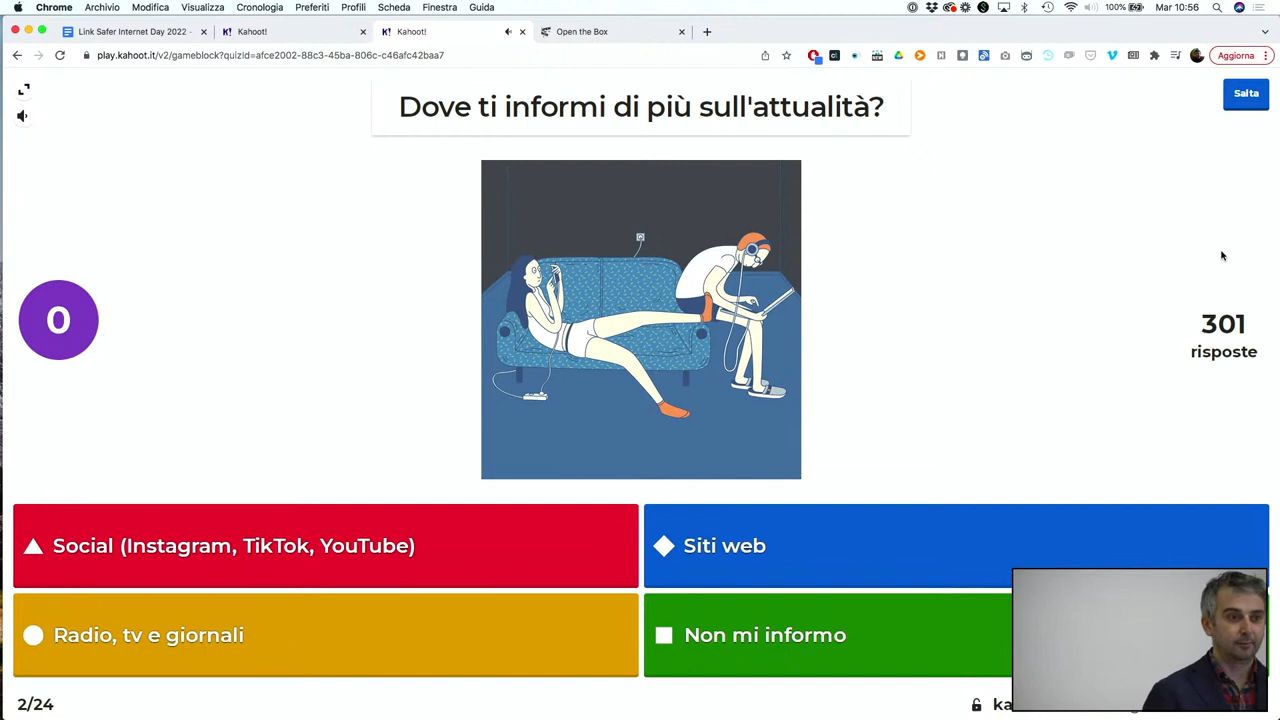 Chrome Archivio Modifica Visualizza Cronologia Preferiti Profili Scheda Finestra Guida 100% Mar 10:56
Link Safer Internet Day 2022 - Kahoot! Kahoot! Open the Box
play.kahoot.it/v2/gameblock?quizId=afce2002-88c3-45ba-806c-c46afc42baa7 Aggiorna
Dove ti informi di più sull'attualità?
Salta
0
301
risposte
Social (Instagram, TikTok, YouTube)
Siti web
Radio, tv e giornali
Non mi informo
2/24